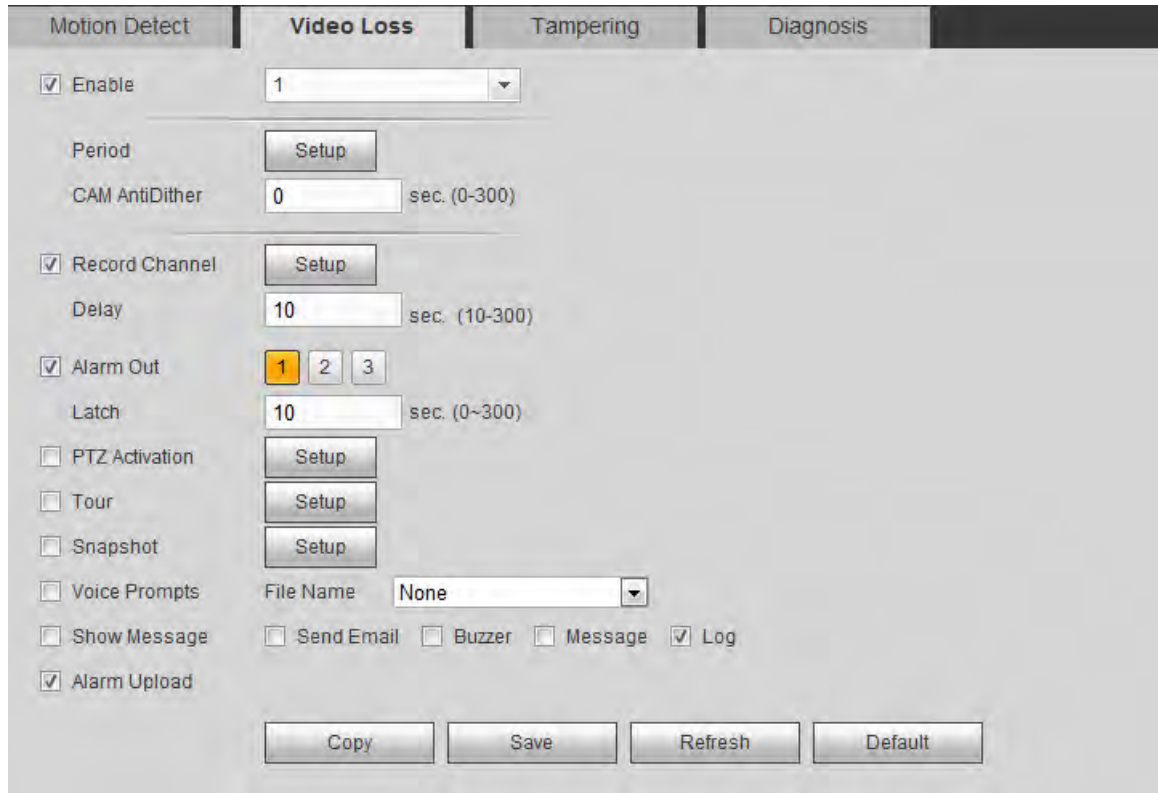 Motion Detect Video Loss Tampering Diagnosis
Enable 1
Period Setup
CAM AntiDither 0 sec. (0-300)
Record Channel Setup
Delay 10 sec. (10-300)
Alarm Out 1 2 3
Latch 10 sec. (0~300)
PTZ Activation Setup
Tour Setup
Snapshot Setup
Voice Prompts File Name None
Show Message Send Email Buzzer Message Log
Alarm Upload
Copy Save Refresh Default